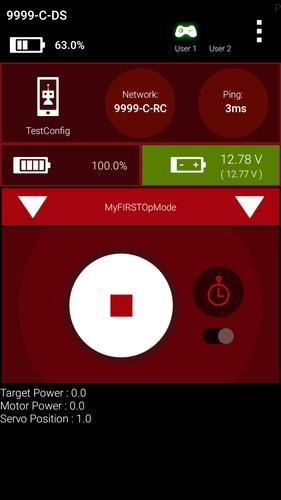 9999-C-DS
P
63.0%
User 1 User 2
Network:
9999-C-RC
Ping:
3ms
TestConfig
100.0%
12.78 V
( 12.77 V )
MyFIRSTOpMode
Target Power : 0.0
Motor Power : 0.0
Servo Position : 1.0